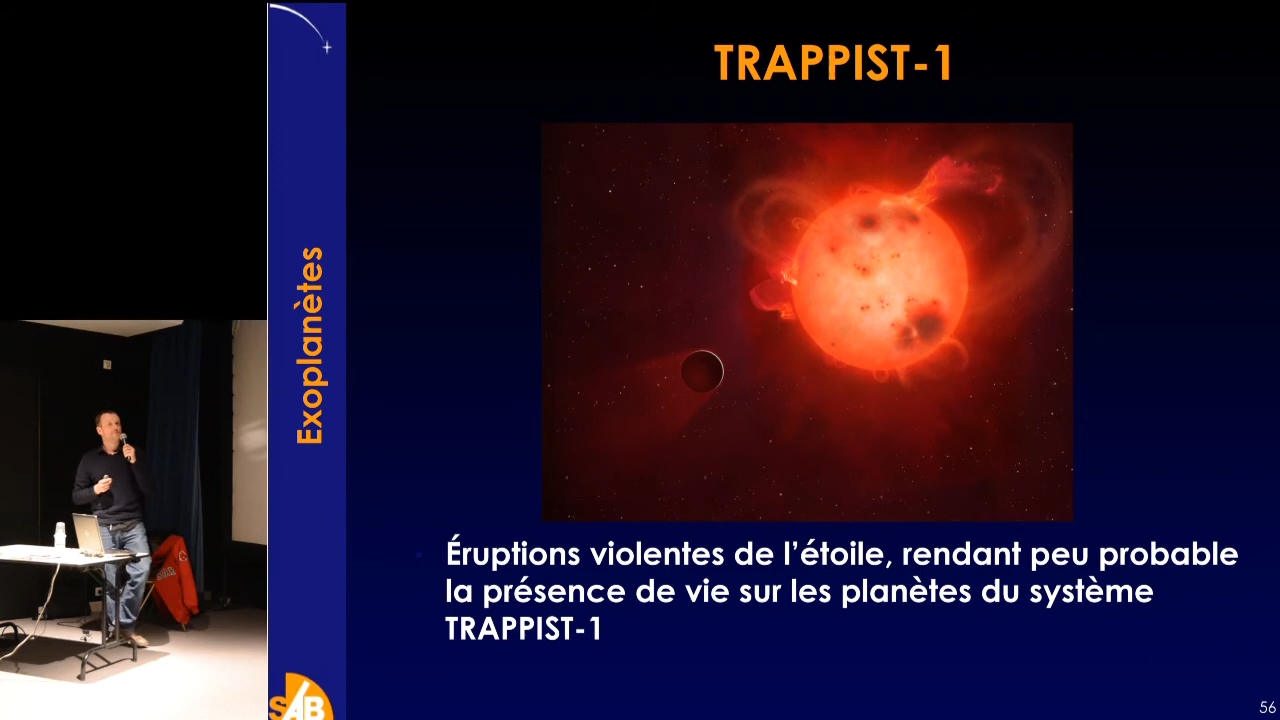 TRAPPIST-1
Exoplanètes
Éruptions violentes de l’étoile, rendant peu probable
la présence de vie sur les planètes du système
TRAPPIST-1
SAB
56